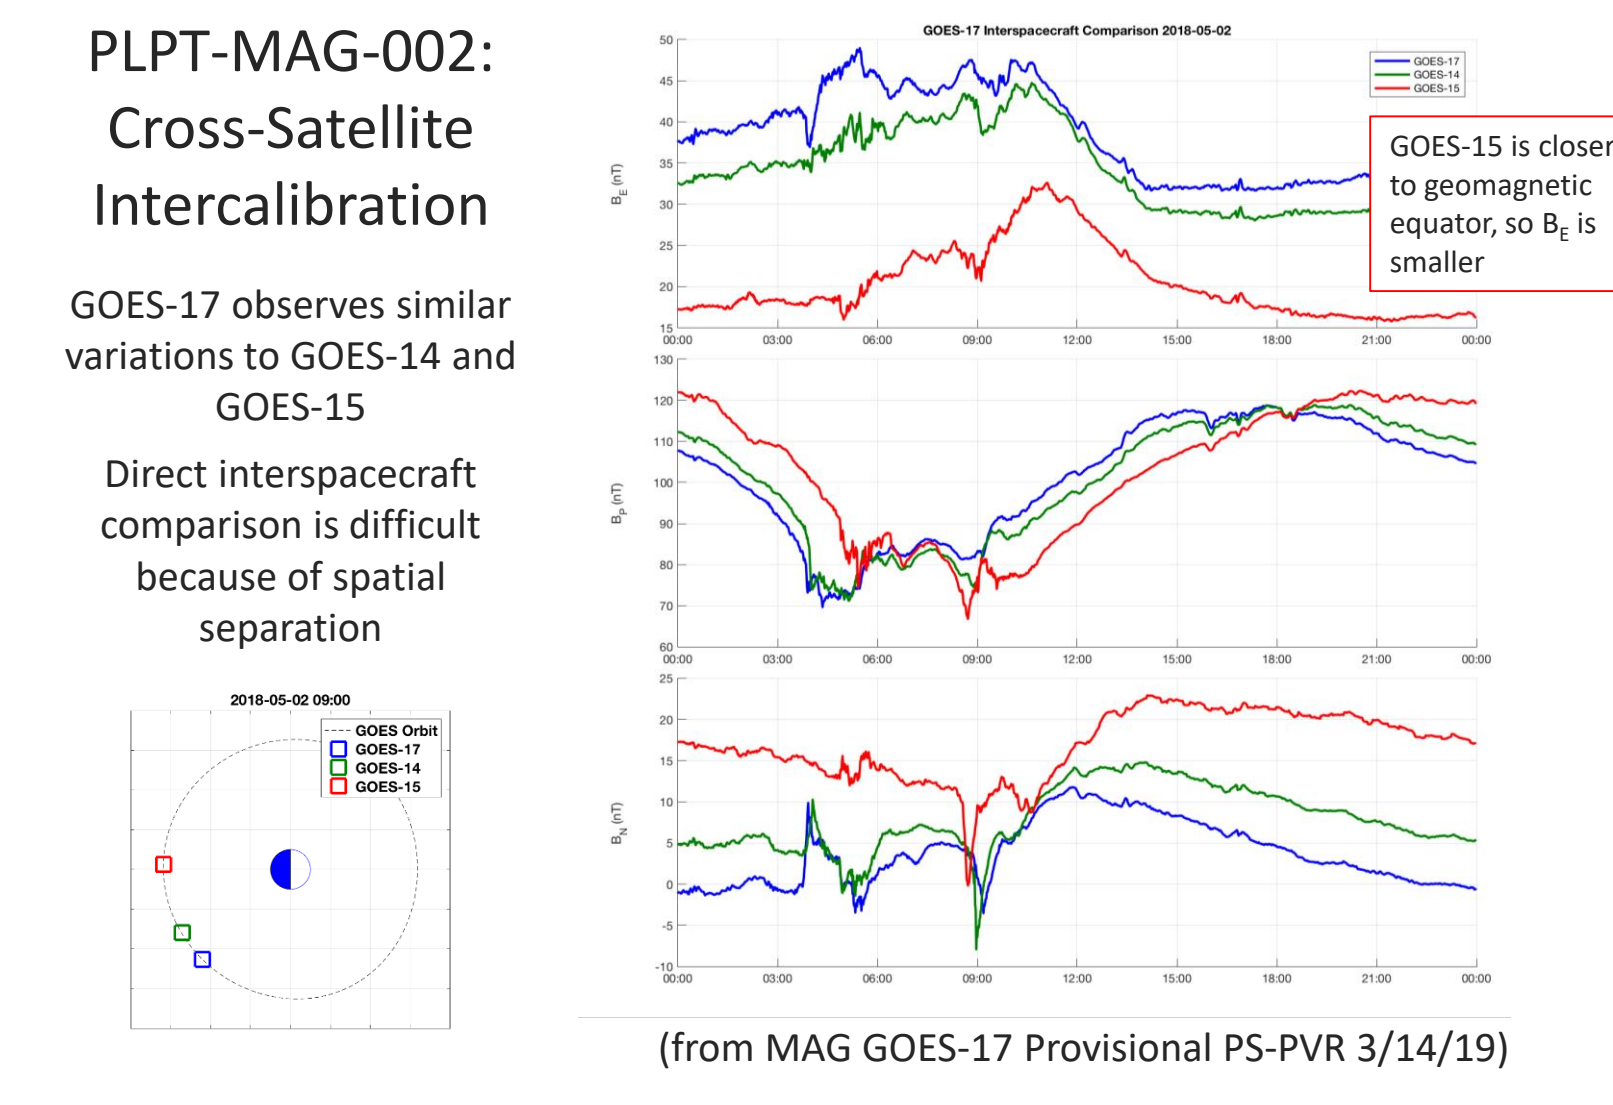 PLPT-MAG-002:
Cross-Satellite
Intercalibration
GOES-17 observes similar
variations to GOES-14 and
GOES-15
Direct interspacecraft
comparison is difficult
because of spatial
separation
2018-05-02 09:00
GOES Orbit
GOES-17
GOES-14
GOES-15
GOES-17 Interspacecraft Comparison 2018-05-02
GOES-17
GOES-14
GOES-15
B_E (nT)
50
45
40
35
30
25
20
15
00:00 03:00 06:00 09:00 12:00 15:00 18:00 21:00 00:00
GOES-15 is closer
to geomagnetic
equator, so B_E is
smaller
B_P (nT)
130
120
110
100
90
80
70
60
00:00 03:00 06:00 09:00 12:00 15:00 18:00 21:00 00:00
B_N (nT)
25
20
15
10
5
0
-5
-10
00:00 03:00 06:00 09:00 12:00 15:00 18:00 21:00 00:00
(from MAG GOES-17 Provisional PS-PVR 3/14/19)